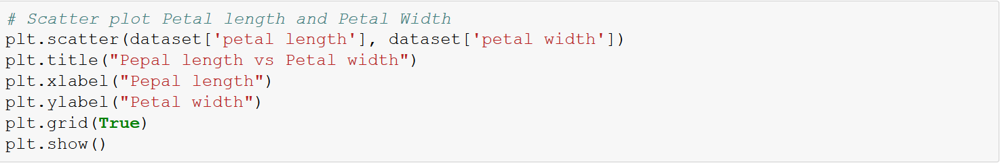 # Scatter plot Petal length and Petal Width
plt.scatter(dataset['petal length'], dataset['petal width'])
plt.title("Pepal length vs Petal width")
plt.xlabel("Pepal length")
plt.ylabel("Petal width")
plt.grid(True)
plt.show()